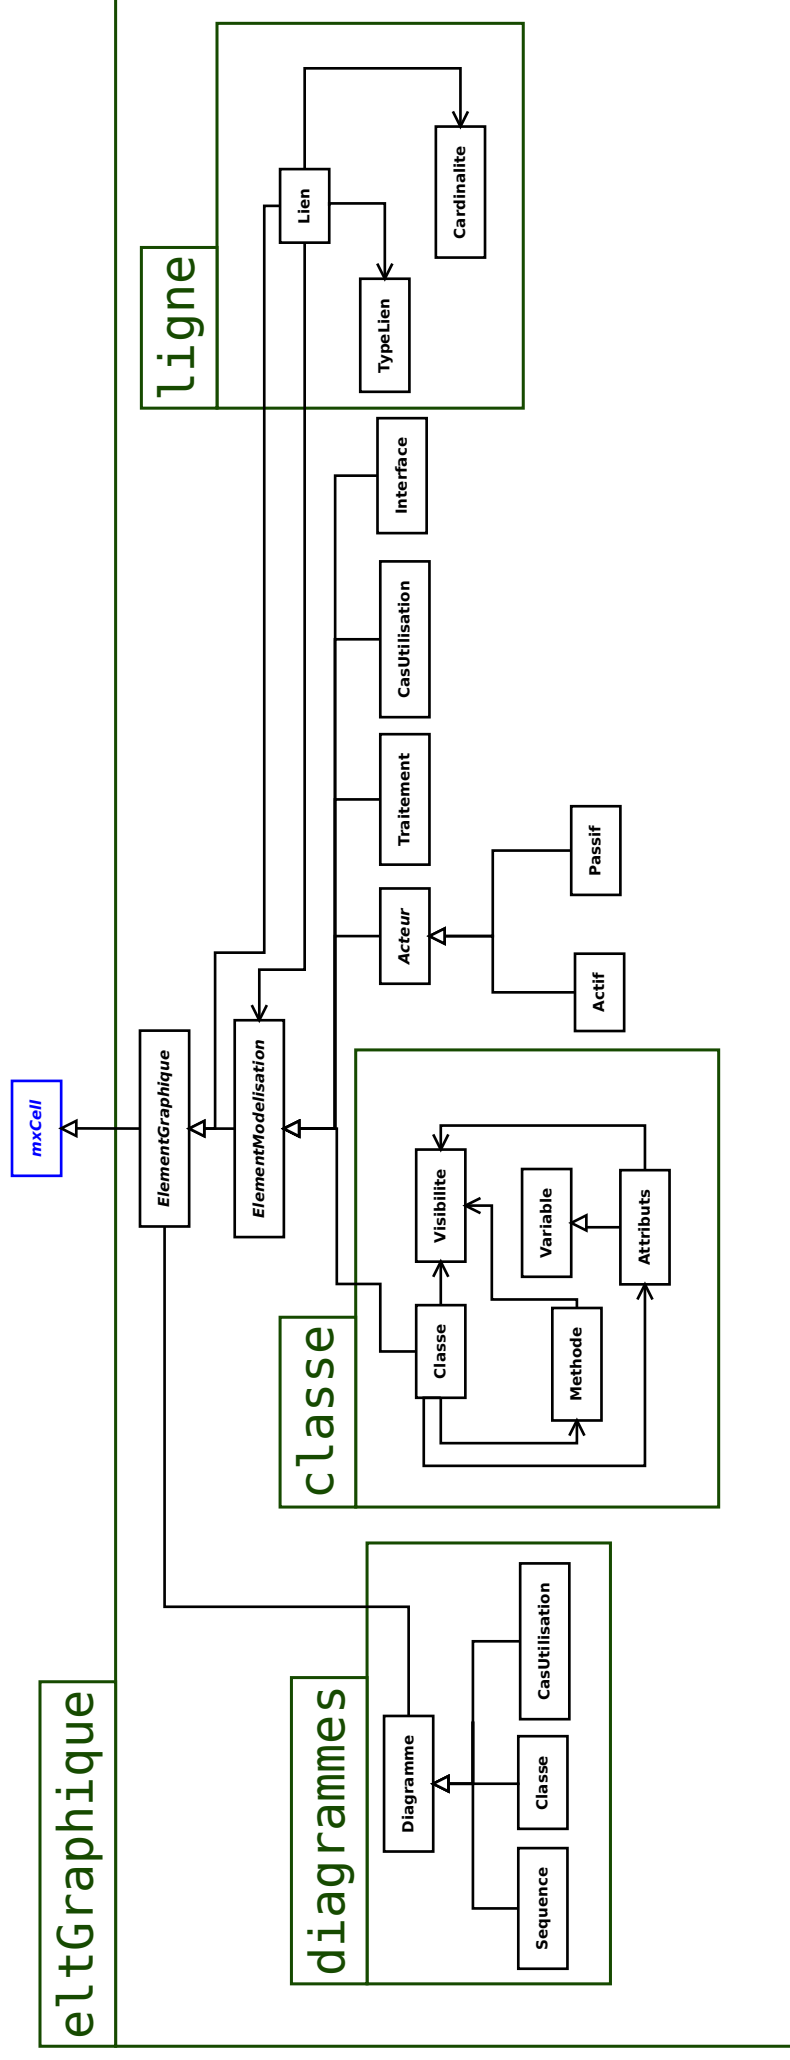 mxCell
eltGraphique
ElementGraphique
ElementModelisation
diagrammes
Diagramme
Sequence
Classe
CasUtilisation
classe
Classe
Visibilite
Methode
Variable
Attributs
Acteur
Traitement
CasUtilisation
Interface
Actif
Passif
ligne
Lien
TypeLien
Cardinalite